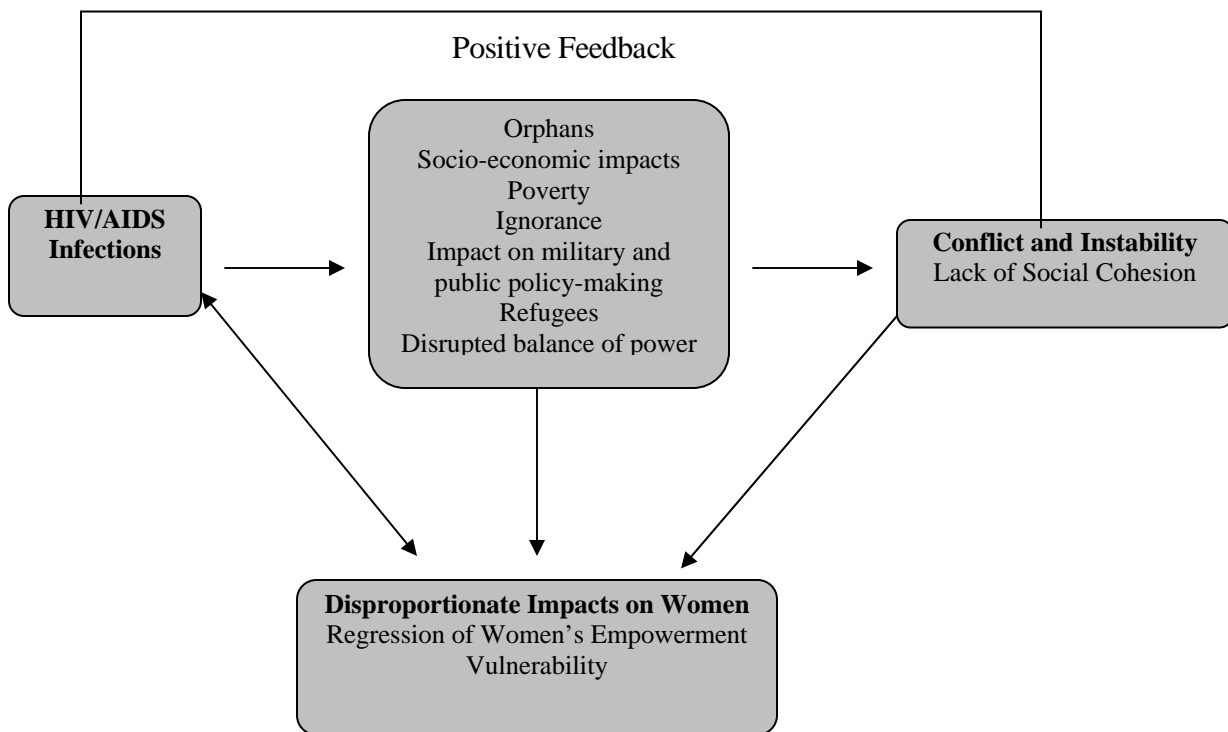 Positive Feedback
Orphans
Socio-economic impacts
Poverty
Ignorance
Impact on military and
public policy-making
Refugees
Disrupted balance of power
HIV/AIDS
Infections
Conflict and Instability
Lack of Social Cohesion
Disproportionate Impacts on Women
Regression of Women’s Empowerment
Vulnerability